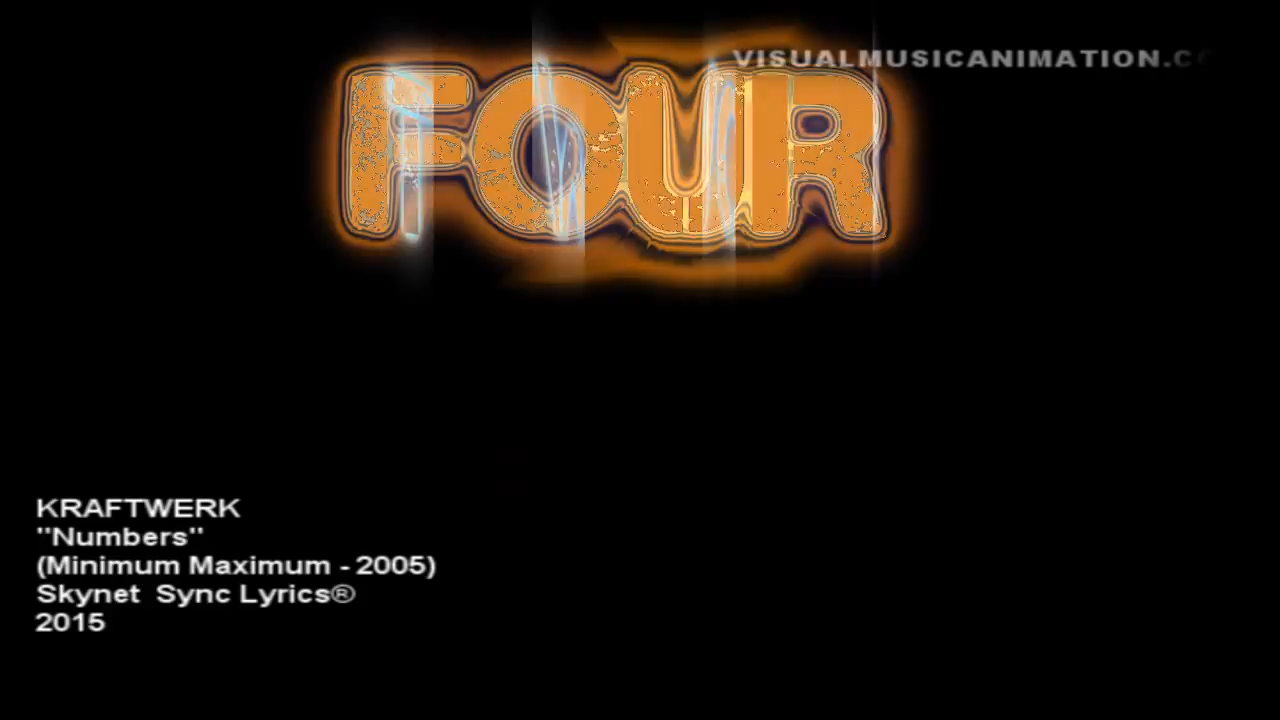 FOUR
VISUALMUSICANIMATION.C
KRAFTWERK
"Numbers"
(Minimum Maximum - 2005)
Skynet Sync Lyrics®
2015